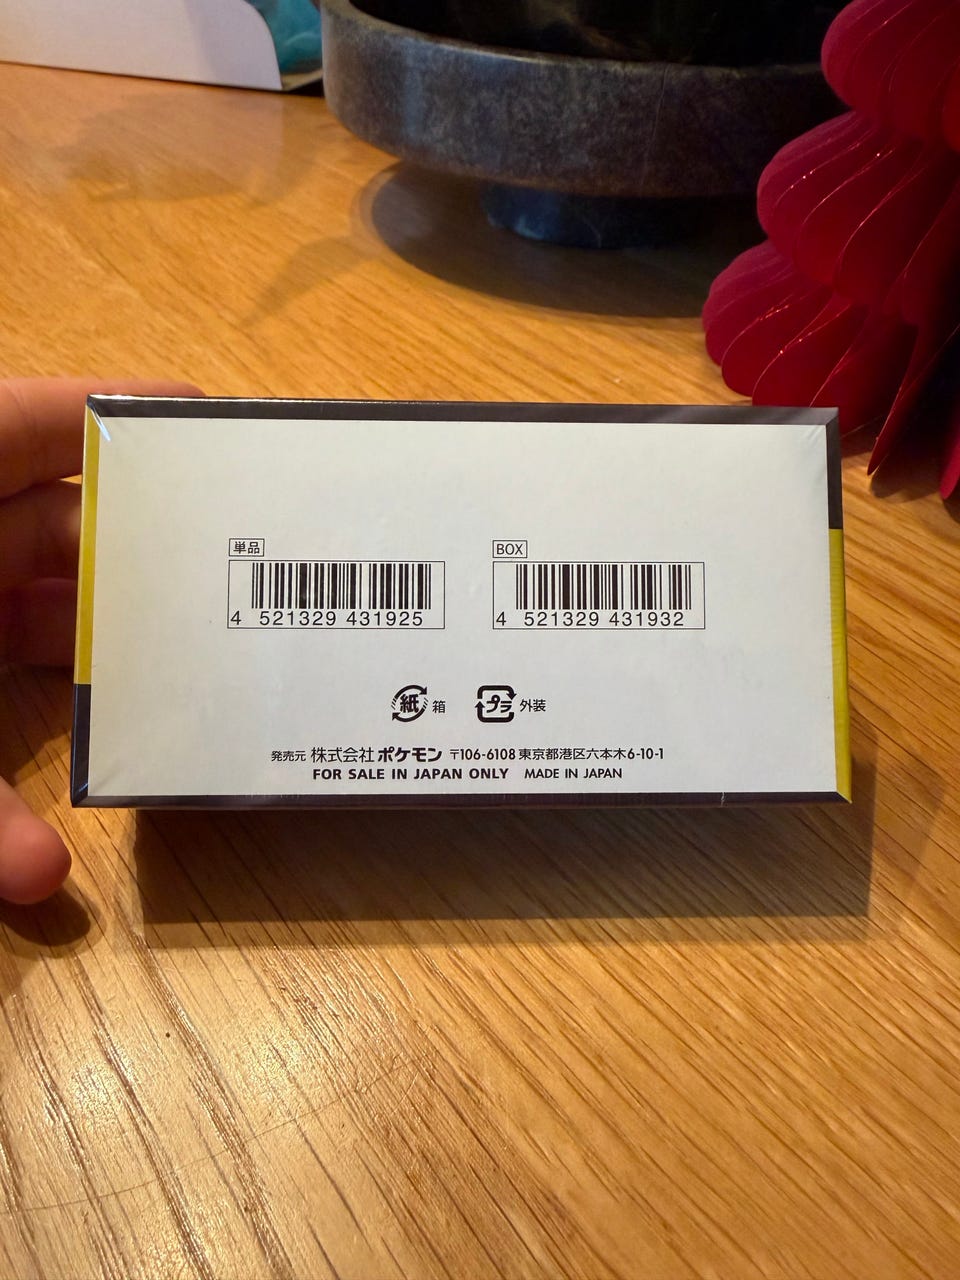 単品
BOX
4 521329 431925
4 521329 431932
紙 箱
プラ 外装
発売元 株式会社ポケモン 〒106-6108 東京都港区六本木6-10-1
FOR SALE IN JAPAN ONLY MADE IN JAPAN